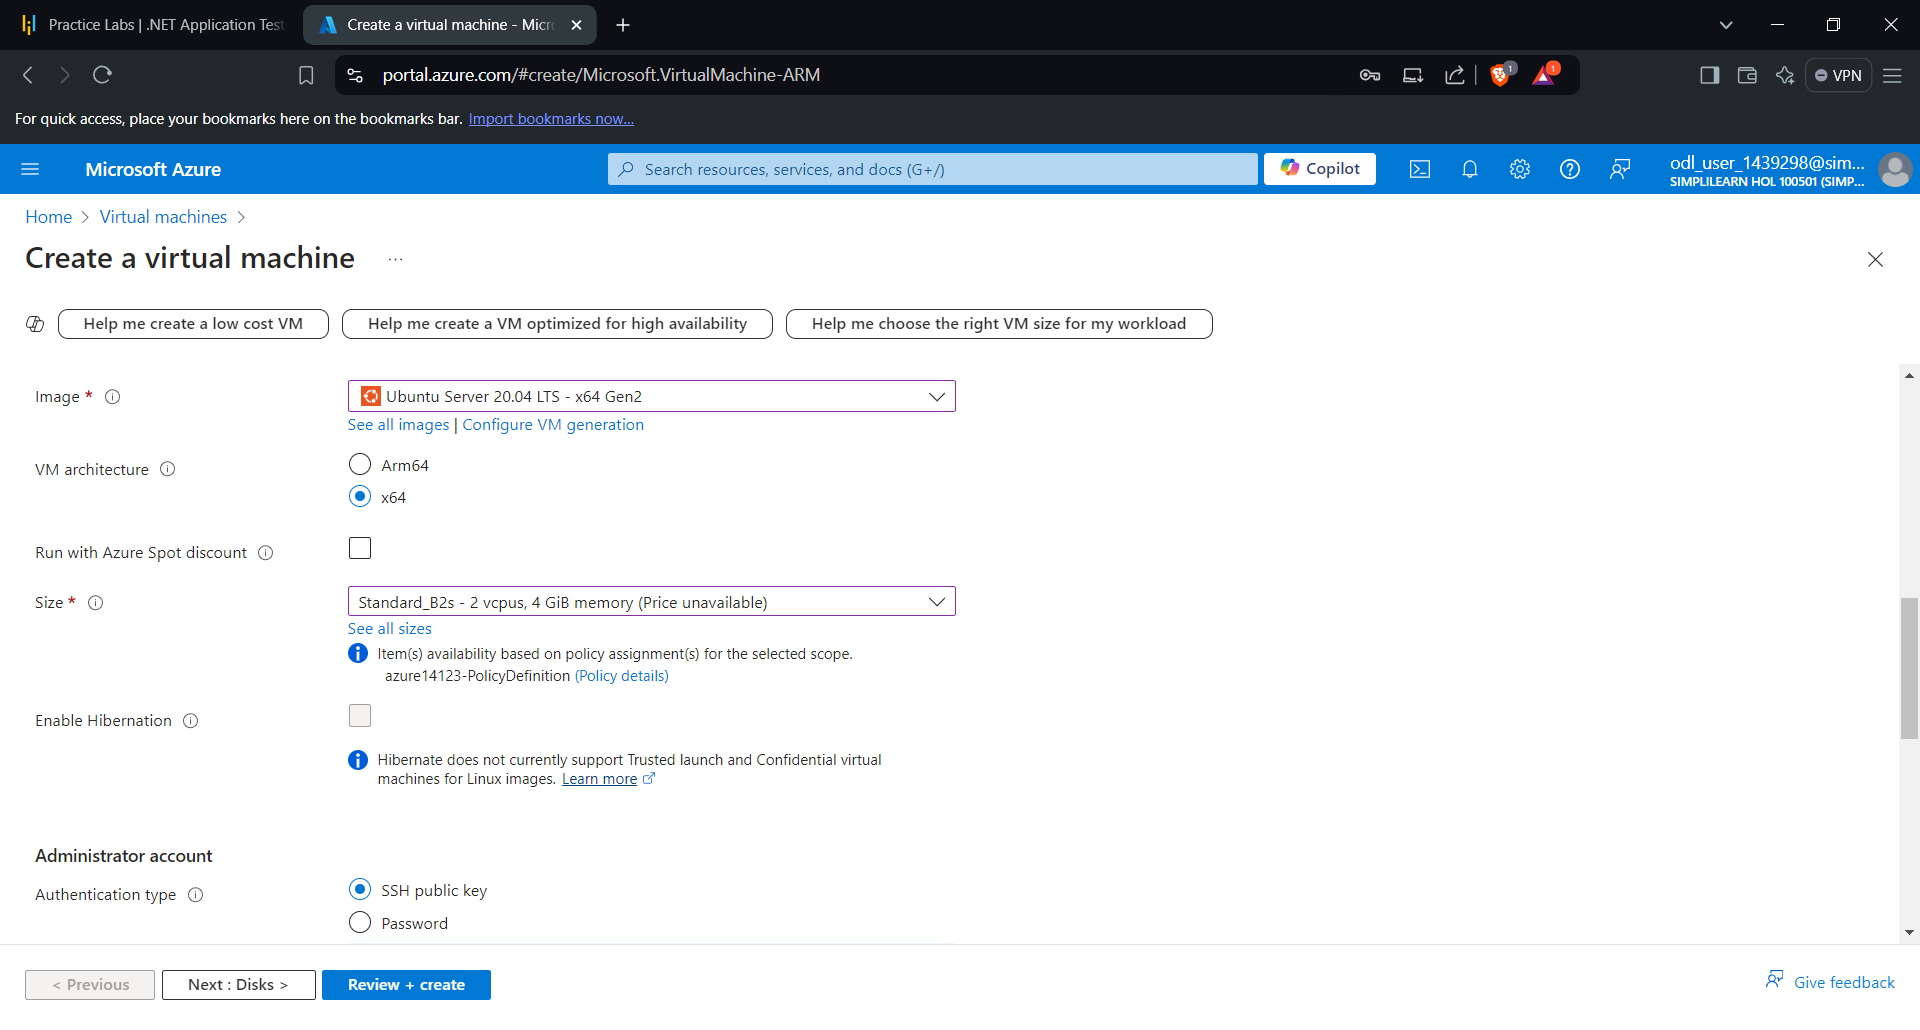 Practice Labs | .NET Application Test
Create a virtual machine - Micro
portal.azure.com/#create/Microsoft.VirtualMachine-ARM
1
1
VPN
For quick access, place your bookmarks here on the bookmarks bar. Import bookmarks now...
Microsoft Azure
Search resources, services, and docs (G+/)
Copilot
odl_user_1439298@sim...
SIMPLILEARN HOL 100501 (SIMP...
Home > Virtual machines >
Create a virtual machine ...
Help me create a low cost VM
Help me create a VM optimized for high availability
Help me choose the right VM size for my workload
Image *
Ubuntu Server 20.04 LTS - x64 Gen2
See all images | Configure VM generation
VM architecture
Arm64
x64
Run with Azure Spot discount
Size *
Standard_B2s - 2 vcpus, 4 GiB memory (Price unavailable)
See all sizes
Item(s) availability based on policy assignment(s) for the selected scope.
azure14123-PolicyDefinition (Policy details)
Enable Hibernation
Hibernate does not currently support Trusted launch and Confidential virtual
machines for Linux images. Learn more
Administrator account
Authentication type
SSH public key
Password
< Previous
Next : Disks >
Review + create
Give feedback